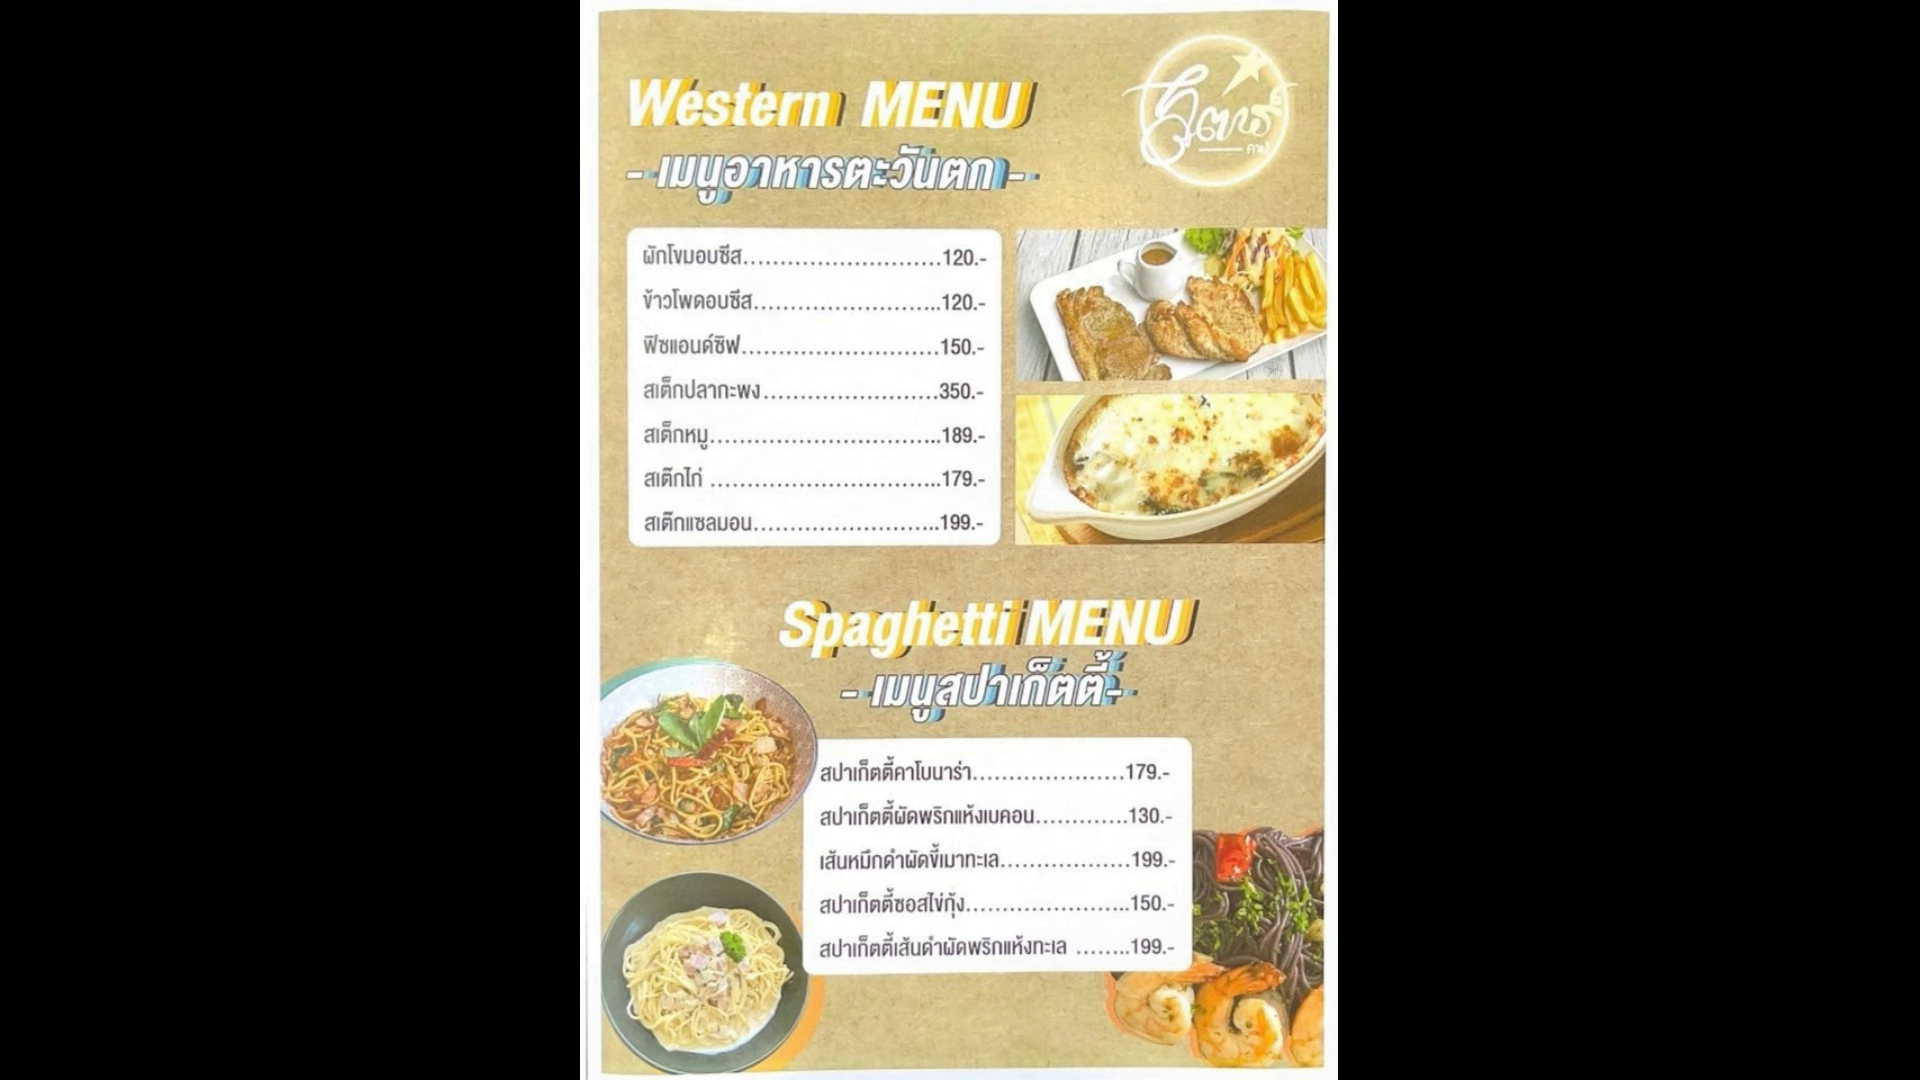 Western MENU
- เมนูอาหารตะวันตก -
ผักโขมอบชีส...........................120.-
ข้าวโพดอบชีส.........................120.-
ฟิชแอนด์ชิฟ...........................150.-
สเต็กปลากะพง........................350.-
สเต็กหมู................................189.-
สเต๊กไก่ ...............................179.-
สเต๊กแซลมอน.........................199.-
Spaghetti MENU
- เมนูสปาเก็ตตี้-
สปาเก็ตตี้คาโบนาร่า.....................179.-
สปาเก็ตตี้ผัดพริกแห้งเบคอน.............130.-
เส้นหมึกดำผัดขี้เมาทะเล..................199.-
สปาเก็ตตี้ซอสไข่กุ้ง.......................150.-
สปาเก็ตตี้เส้นดำผัดพริกแห้งทะเล ........199.-